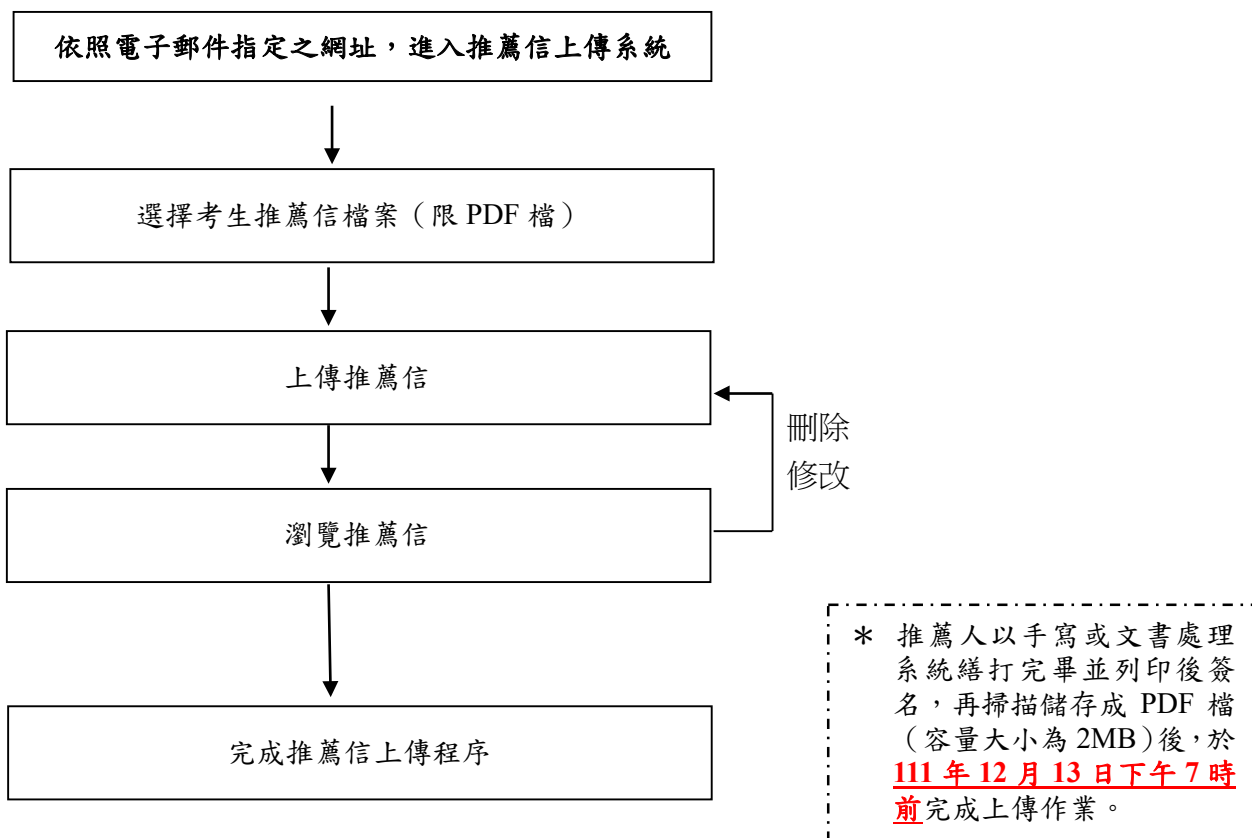 依照電子郵件指定之網址，進入推薦信上傳系統
選擇考生推薦信檔案（限 PDF 檔）
上傳推薦信
刪除
修改
瀏覽推薦信
完成推薦信上傳程序
＊ 推薦人以手寫或文書處理
系統繕打完畢並列印後簽
名，再掃描儲存成 PDF 檔
（容量大小為 2MB）後，於
111 年 12 月 13 日下午 7 時
前完成上傳作業。